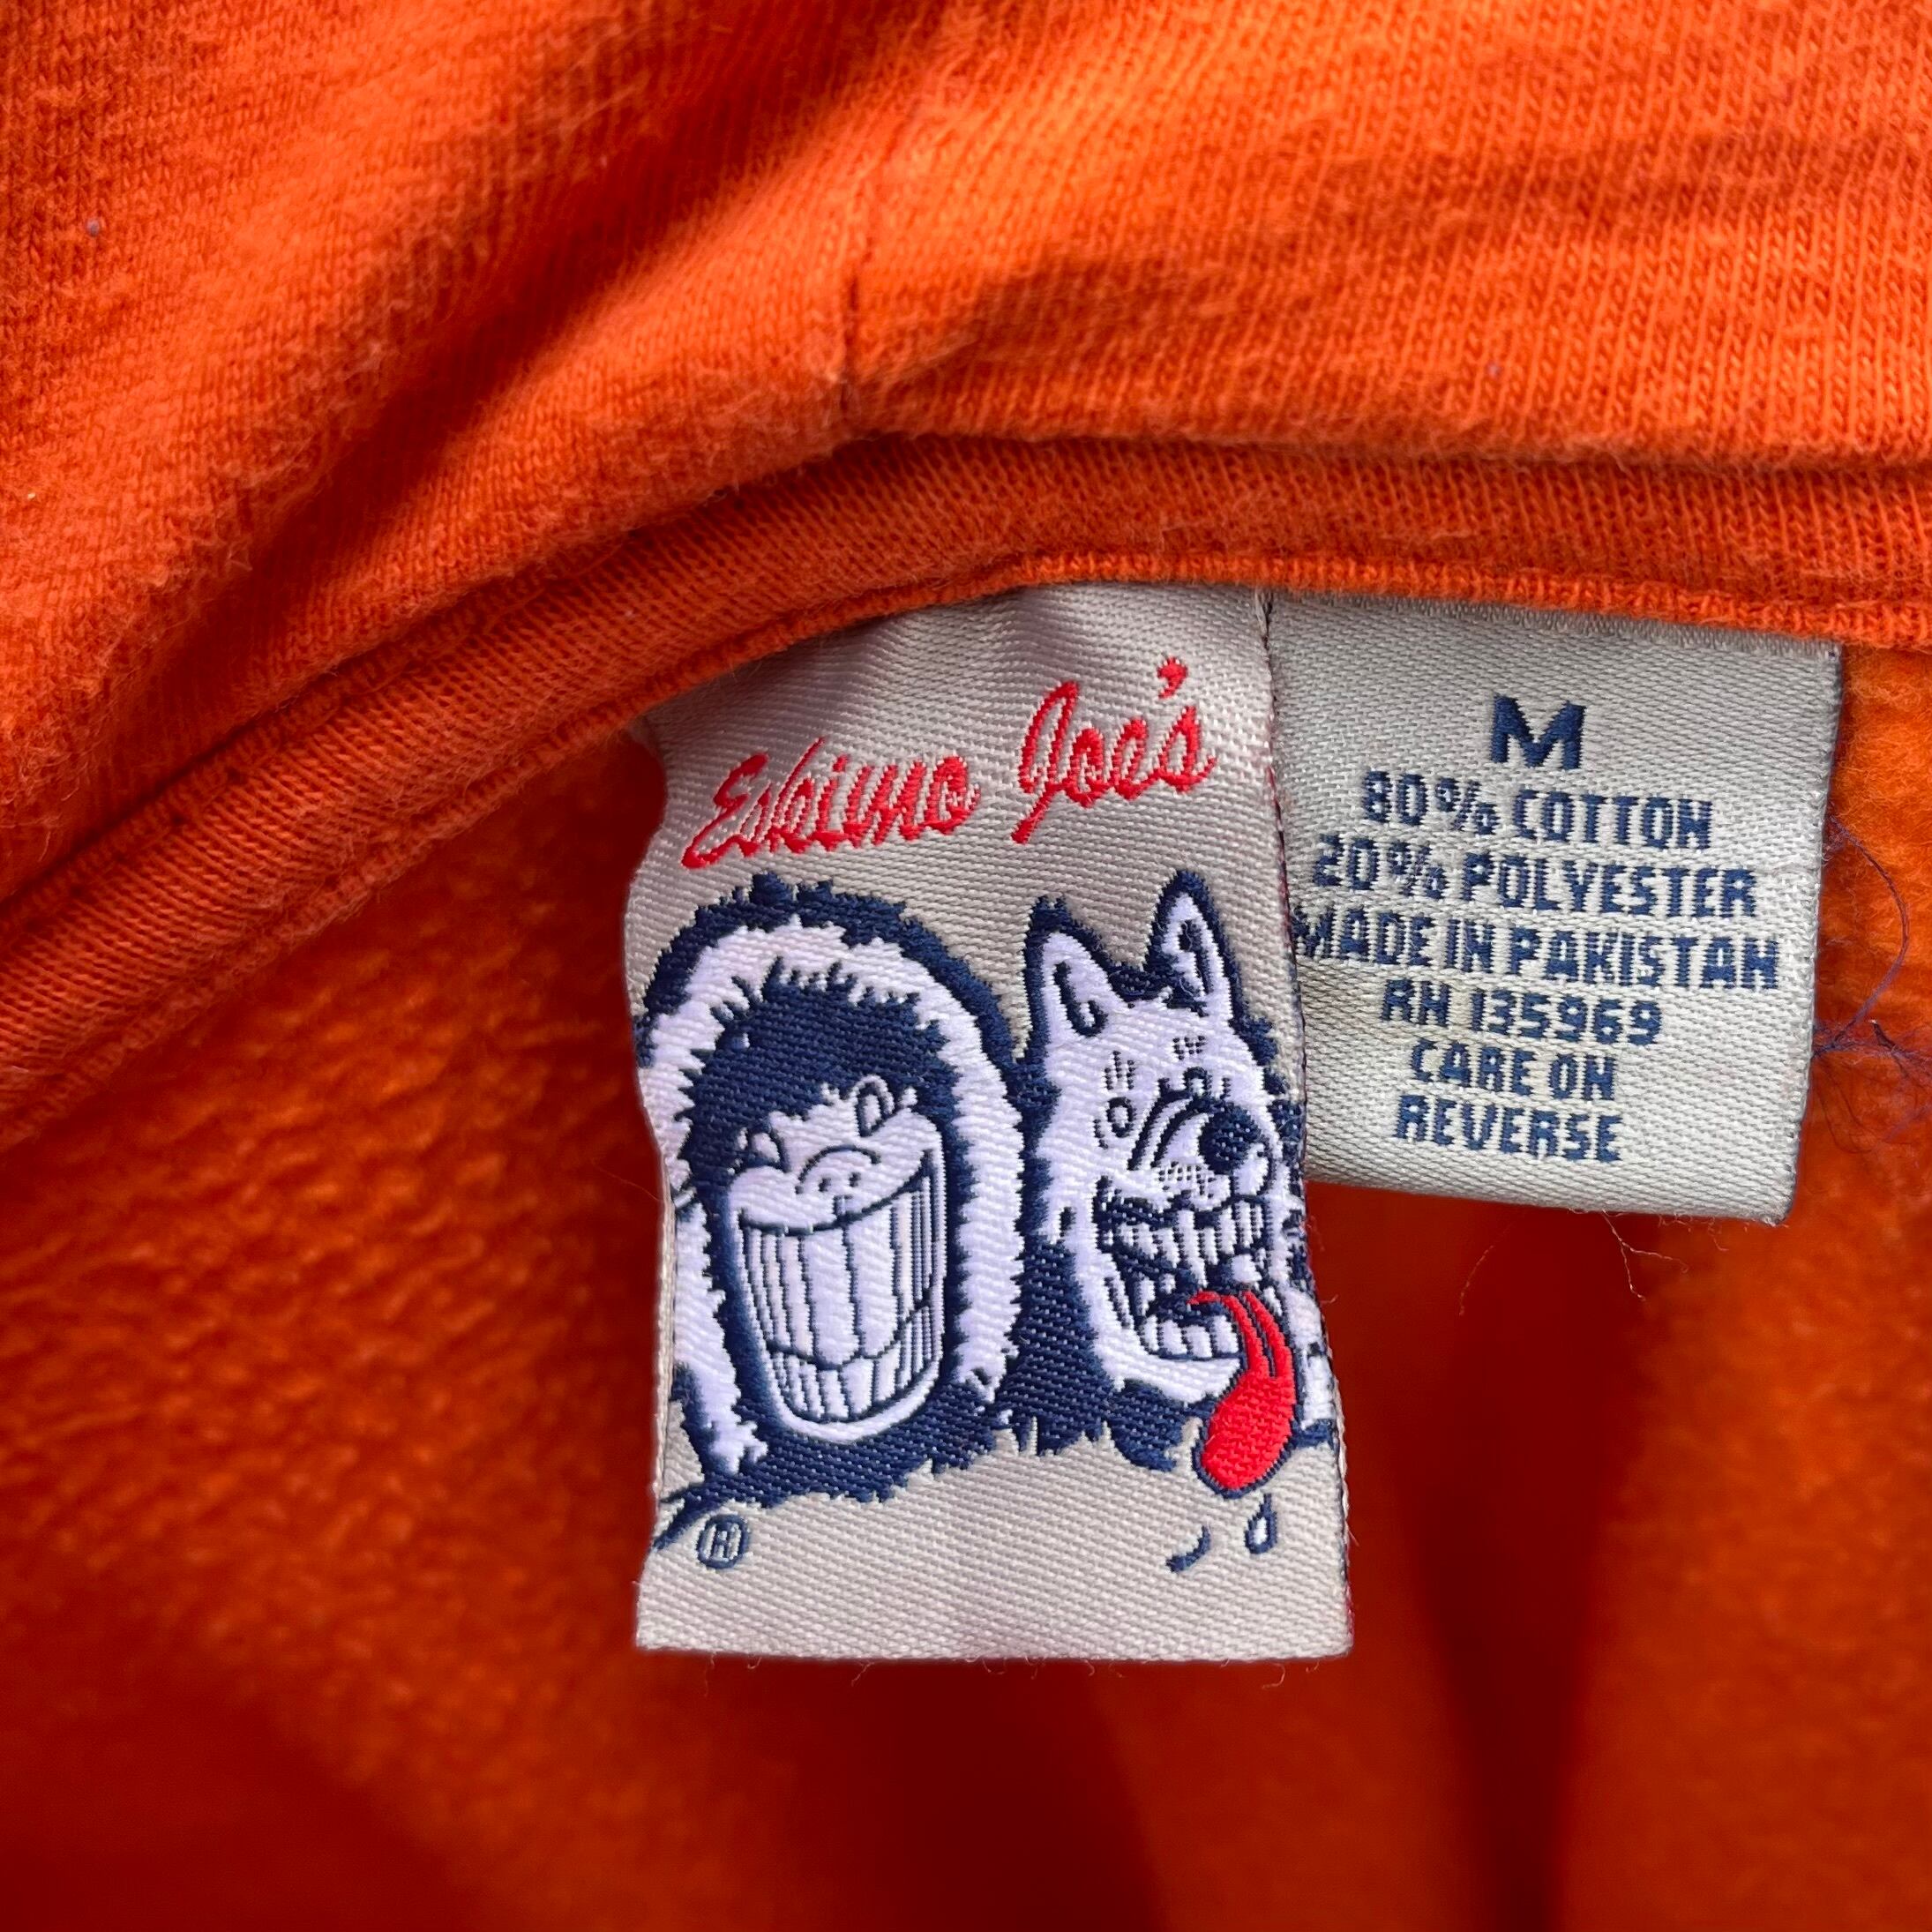 Eskimo Joe's
®
M
80% COTTON
20% POLYESTER
MADE IN PAKISTAN
RN 135969
CARE ON
REVERSE